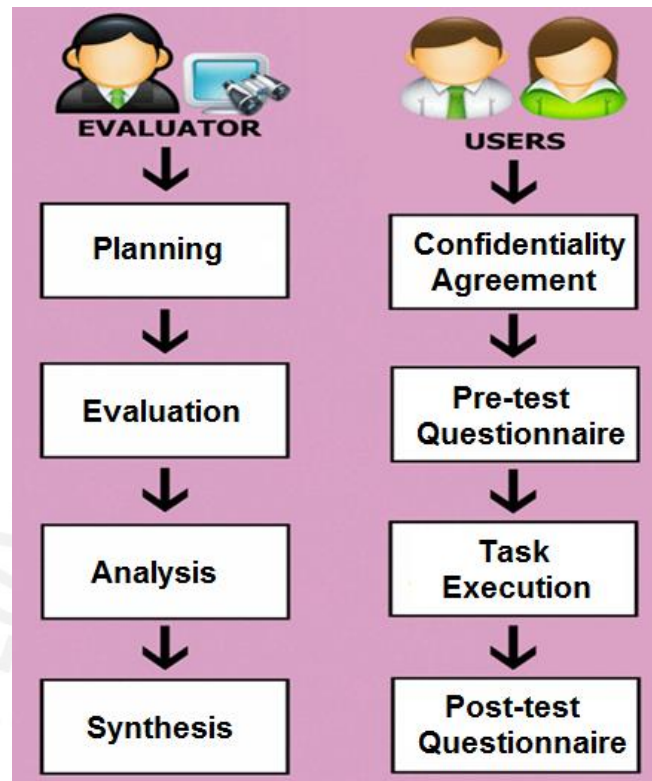 EVALUATOR
Planning
Evaluation
Analysis
Synthesis
USERS
Confidentiality
Agreement
Pre-test
Questionnaire
Task
Execution
Post-test
Questionnaire